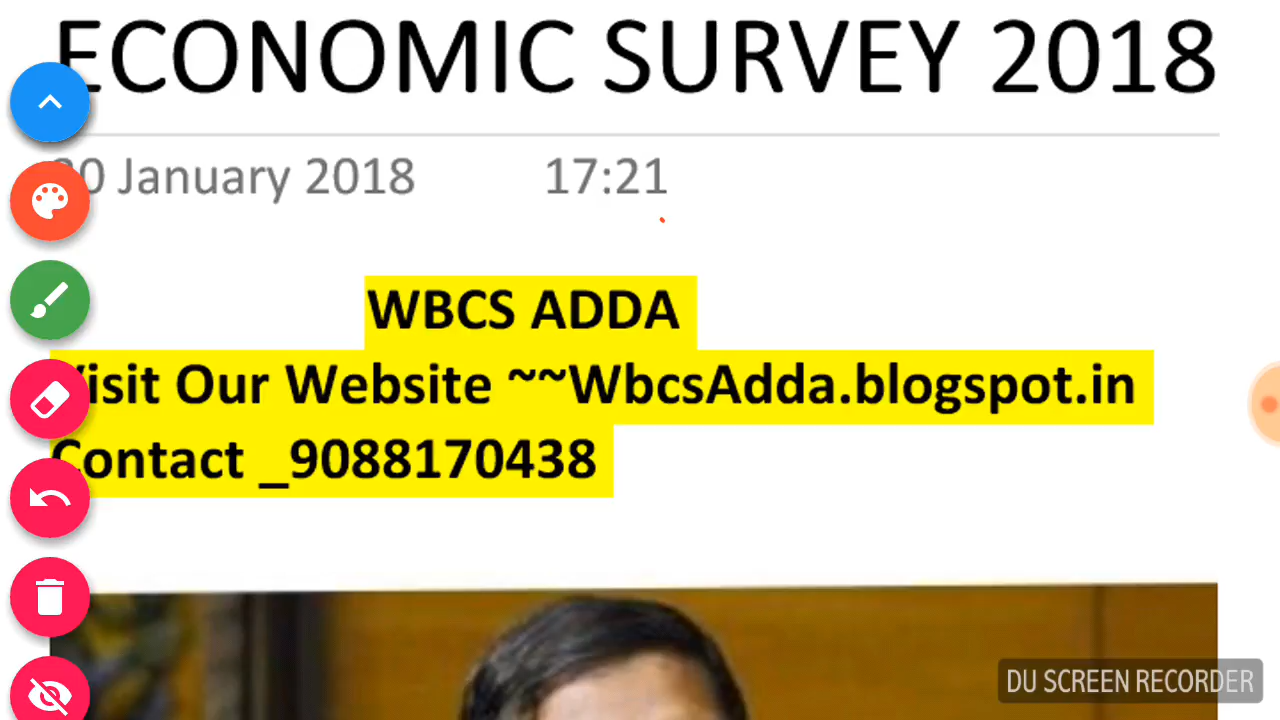 ECONOMIC SURVEY 2018
January 2018 17:21
WBCS ADDA
Visit Our Website ~~WbcsAdda.blogspot.in
Contact _9088170438
DU SCREEN RECORDER